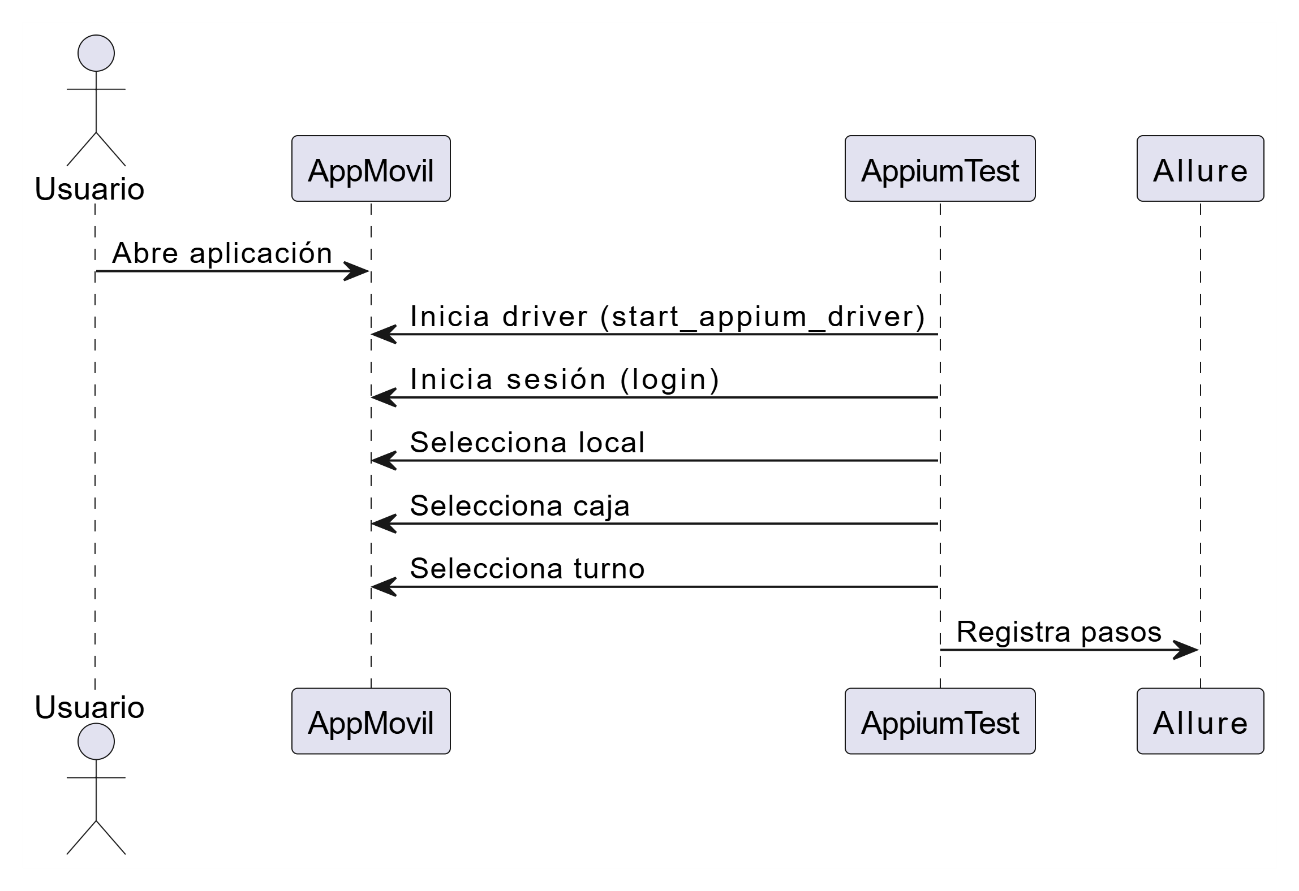 Usuario
AppMovil
AppiumTest
Allure
Abre aplicación
Inicia driver (start_appium_driver)
Inicia sesión (login)
Selecciona local
Selecciona caja
Selecciona turno
Registra pasos
Usuario
AppMovil
AppiumTest
Allure